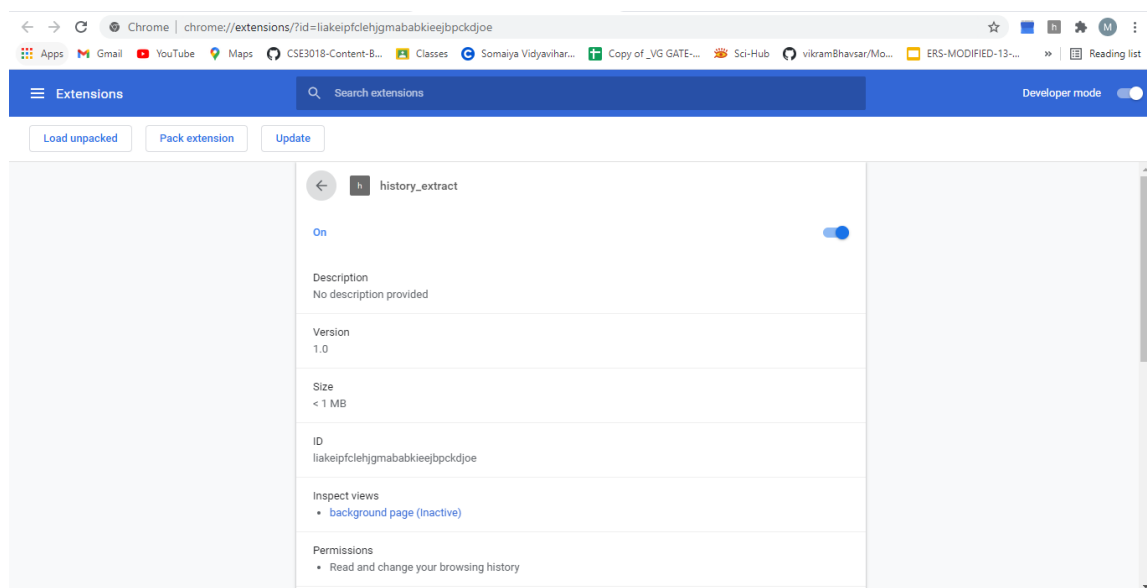 Chrome | chrome://extensions/?id=liakeipfclehjgmababkieejbpckdjoe h M
Apps Gmail YouTube Maps CSE3018-Content-B... Classes Somaiya Vidyavihar... Copy of _VG GATE-... Sci-Hub vikramBhavsar/Mo... ERS-MODIFIED-13-... » Reading list
Extensions Search extensions Developer mode
Load unpacked Pack extension Update
h history_extract
On
Description
No description provided
Version
1.0
Size
< 1 MB
ID
liakeipfclehjgmababkieejbpckdjoe
Inspect views
• background page (Inactive)
Permissions
• Read and change your browsing history